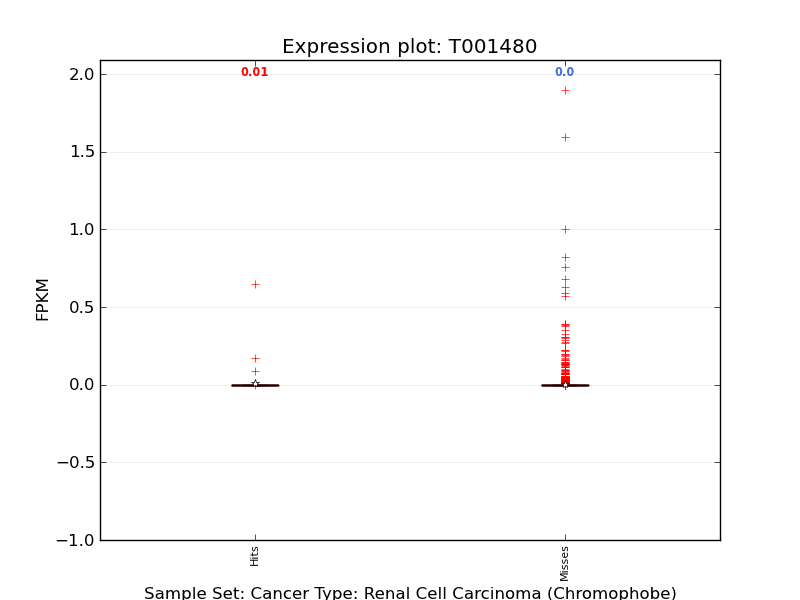 Expression plot: T001480
0.01
0.0
2.0
1.5
1.0
0.5
0.0
−0.5
−1.0
FPKM
Hits
Misses
Sample Set: Cancer Type: Renal Cell Carcinoma (Chromophobe)